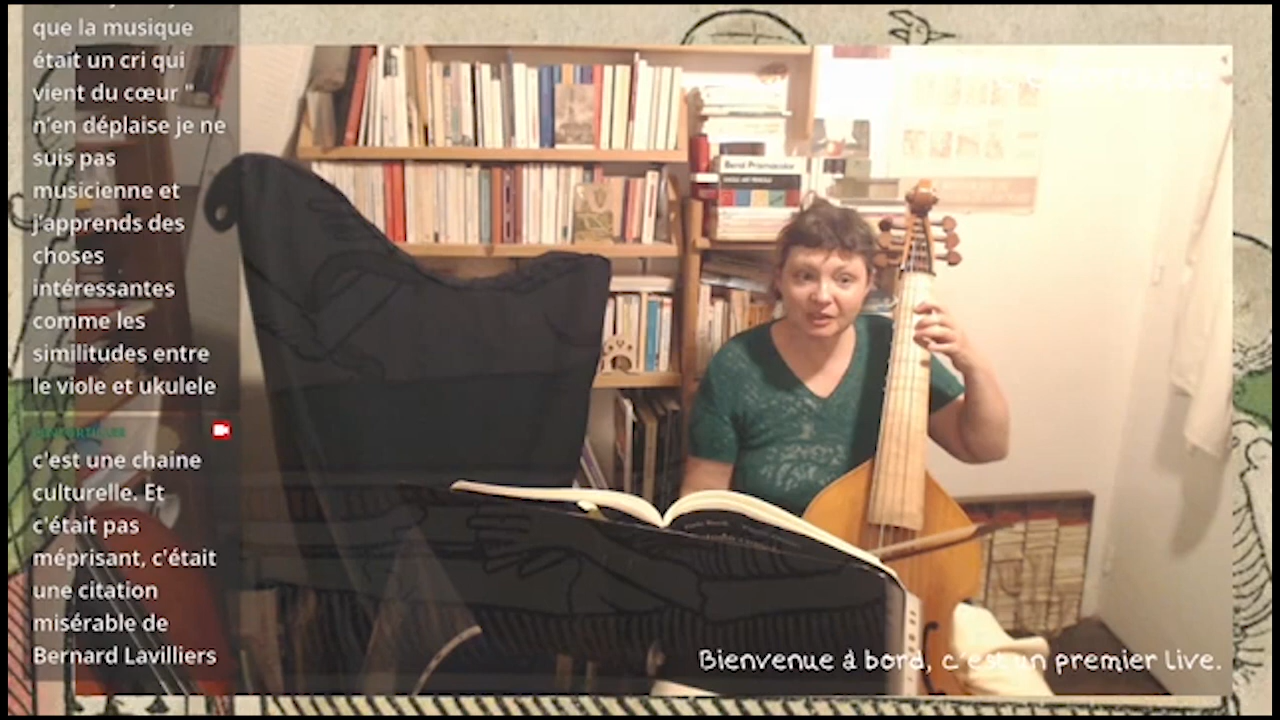 que la musique
était un cri qui
vient du cœur "
n'en déplaise je ne
suis pas
musicienne et
j'apprends des
choses
intéressantes
comme les
similitudes entre
le viole et ukulele
c'est une chaine
culturelle. Et
c'était pas
méprisant, c'était
une citation
misérable de
Bernard Lavilliers
Bienvenue à bord, c'est un premier live.